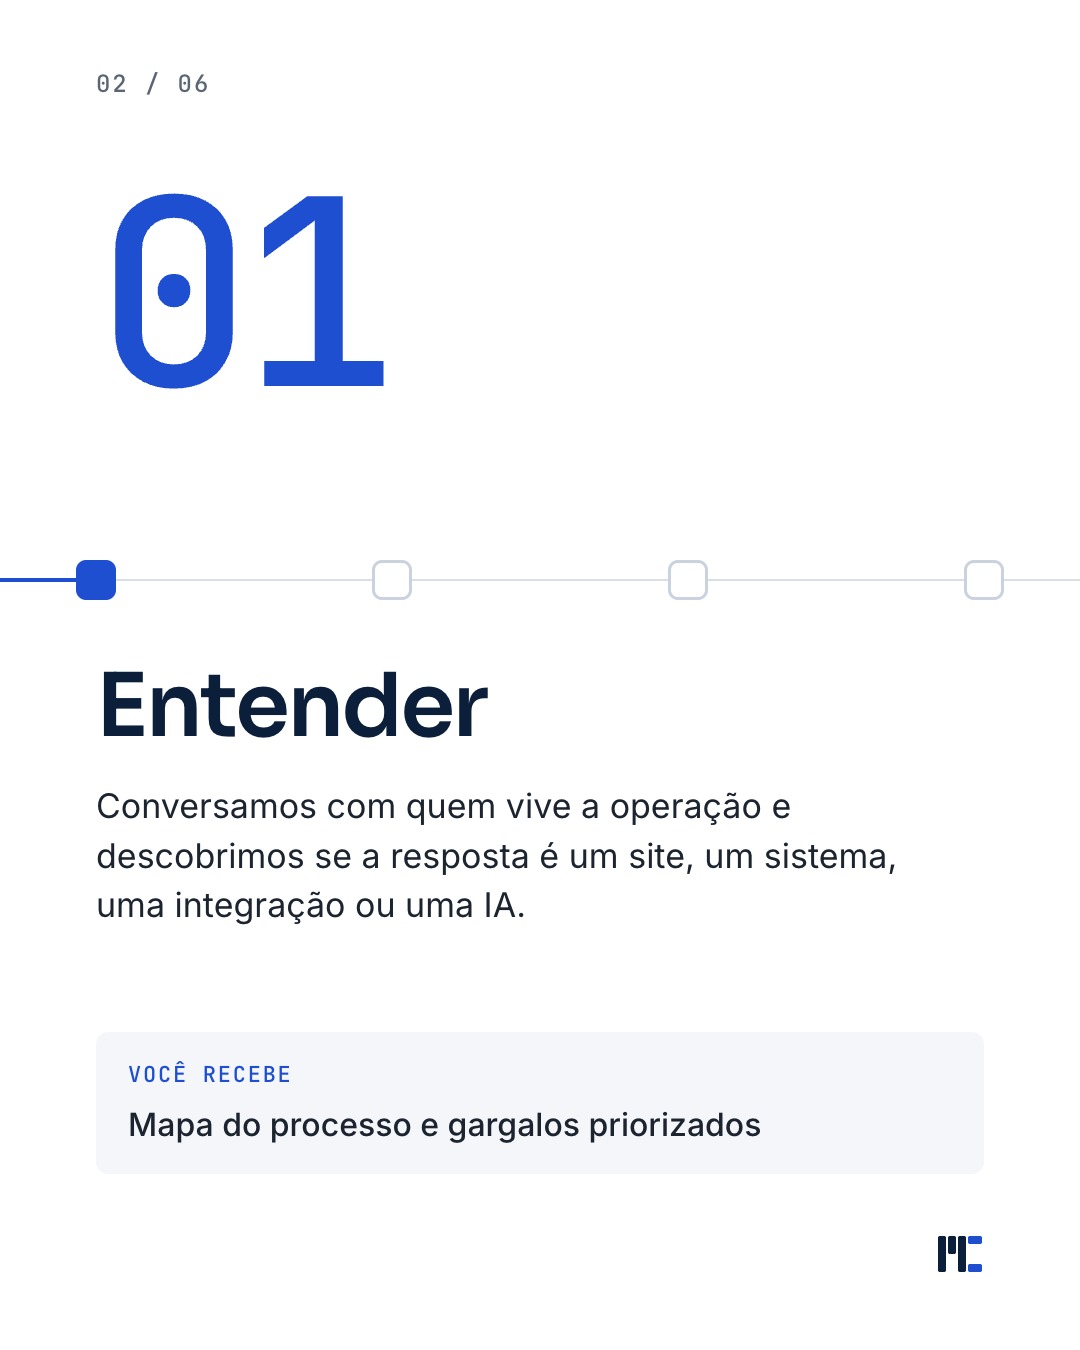 02 / 06
01
Entender
Conversamos com quem vive a operação e
descobrimos se a resposta é um site, um sistema,
uma integração ou uma IA.
VOCÊ RECEBE
Mapa do processo e gargalos priorizados
MC